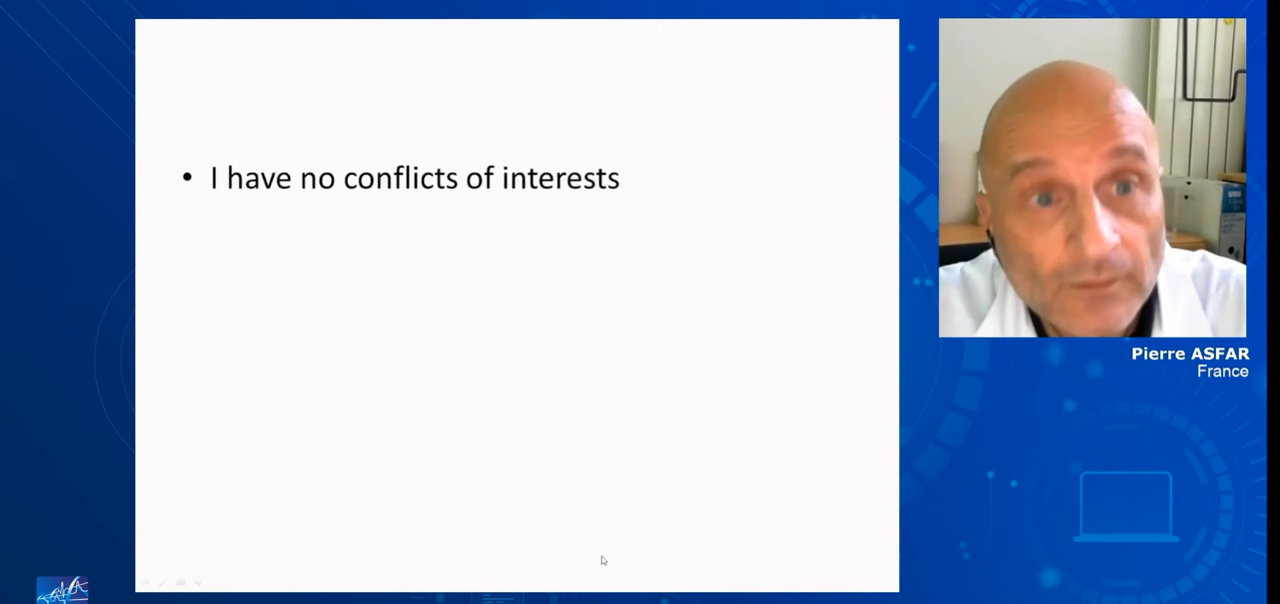 • I have no conflicts of interests
Pierre ASFAR
France